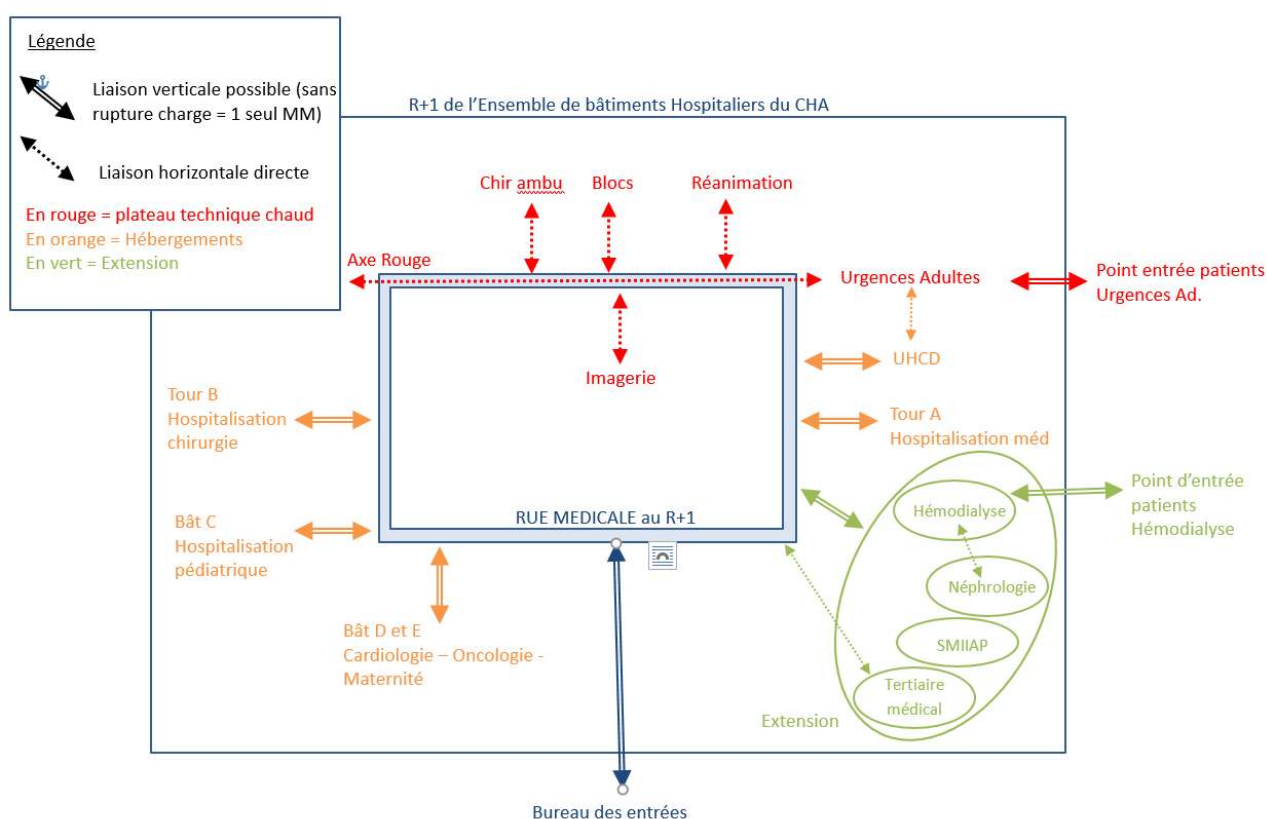 Légende
Liaison verticale possible (sans
rupture charge = 1 seul MM)
Liaison horizontale directe
En rouge = plateau technique chaud
En orange = Hébergements
En vert = Extension
R+1 de l’Ensemble de bâtiments Hospitaliers du CHA
Chir ambu
Blocs
Réanimation
Axe Rouge
Urgences Adultes
Point entrée patients
Urgences Ad.
Imagerie
UHCD
Tour B
Hospitalisation
chirurgie
Tour A
Hospitalisation méd
Bât C
Hospitalisation
pédiatrique
RUE MEDICALE au R+1
Hémodialyse
Point d’entrée
patients
Hémodialyse
Néphrologie
SMIIAP
Tertiaire
médical
Extension
Bât D et E
Cardiologie – Oncologie -
Maternité
Bureau des entrées